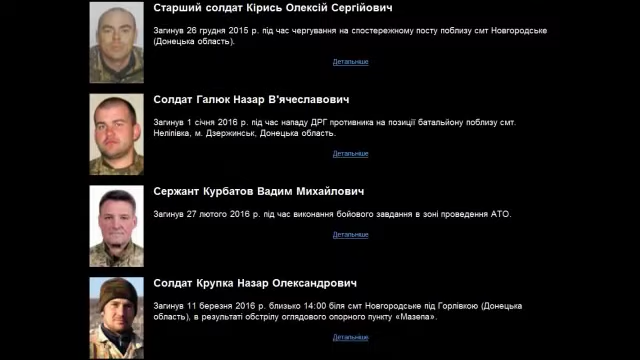 Старший солдат Кірись Олексій Сергійович
Загинув 26 грудня 2015 р. під час чергування на спостережному посту поблизу смт Новгородське
(Донецька область).
Детальніше
Солдат Галюк Назар В'ячеславович
Загинув 1 січня 2016 р. під час нападу ДРГ противника на позиції батальйону поблизу смт.
Неліпівка, м. Дзержинськ, Донецька область.
Детальніше
Сержант Курбатов Вадим Михайлович
Загинув 27 лютого 2016 р. під час виконання бойового завдання в зоні проведення АТО.
Детальніше
Солдат Крупка Назар Олександрович
Загинув 11 березня 2016 р. близько 14:00 біля смт Новгородське під Горлівкою (Донецька
область), в результаті обстрілу оглядового опорного пункту «Мазепа».
Детальніше